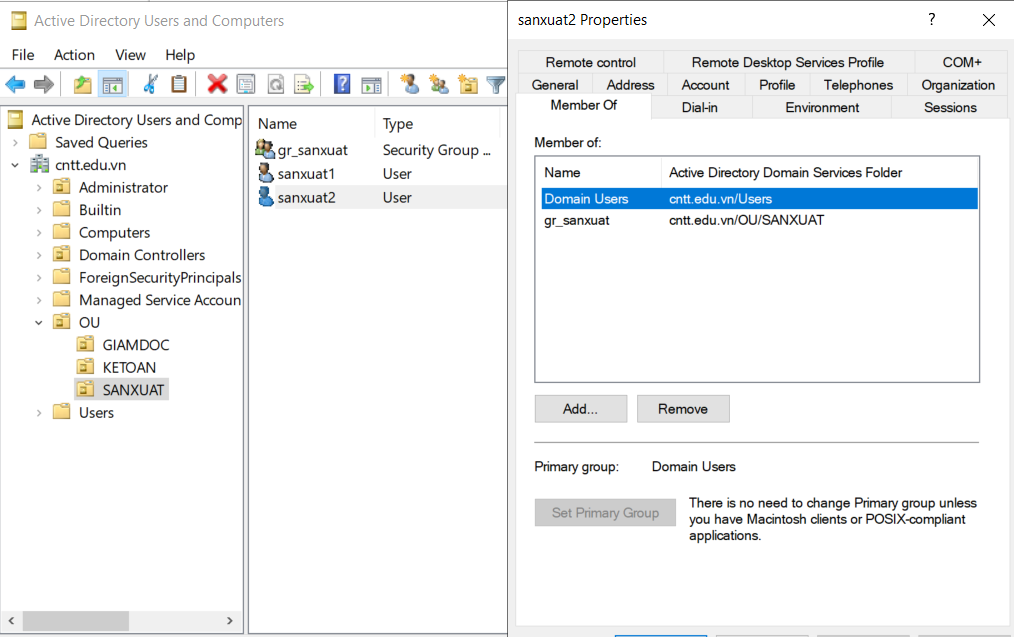 Active Directory Users and Computers
File Action View Help
Active Directory Users and Comp
Saved Queries
cntt.edu.vn
Administrator
Builtin
Computers
Domain Controllers
ForeignSecurityPrincipals
Managed Service Accoun
OU
GIAMDOC
KETOAN
SANXUAT
Users
Name Type
gr_sanxuat Security Group ...
sanxuat1 User
sanxuat2 User
sanxuat2 Properties
Remote control Remote Desktop Services Profile COM+
General Address Account Profile Telephones Organization
Member Of Dial-in Environment Sessions
Member of:
Name Active Directory Domain Services Folder
Domain Users cntt.edu.vn/Users
gr_sanxuat cntt.edu.vn/OU/SANXUAT
Add... Remove
Primary group: Domain Users
Set Primary Group
There is no need to change Primary group unless
you have Macintosh clients or POSIX-compliant
applications.